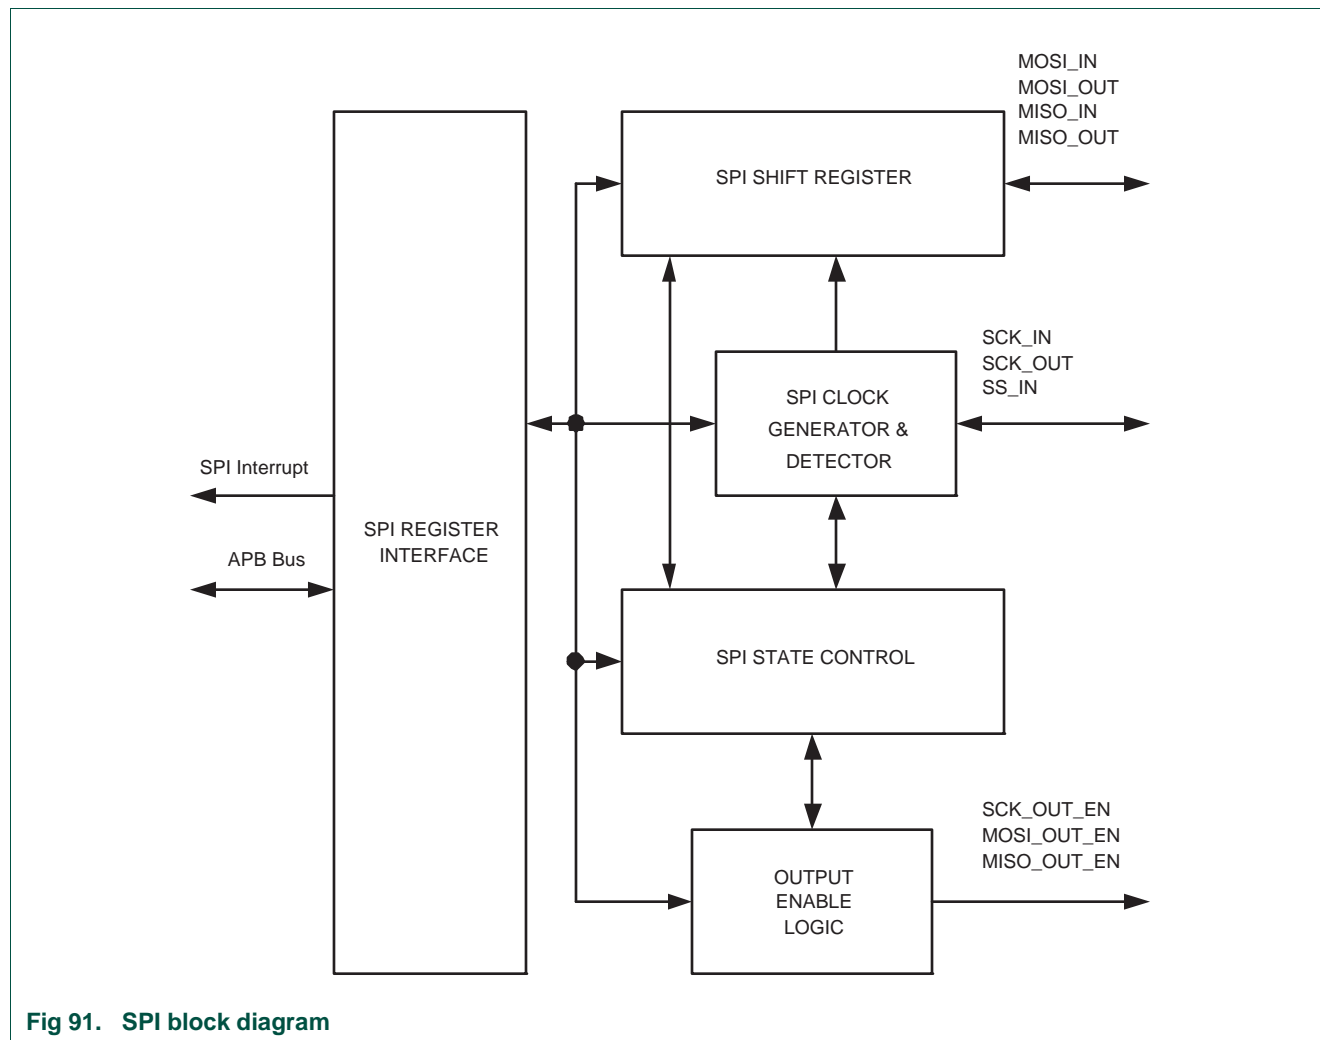 MOSI_IN
MOSI_OUT
MISO_IN
MISO_OUT
SPI SHIFT REGISTER
SCK_IN
SCK_OUT
SS_IN
SPI CLOCK
GENERATOR &
DETECTOR
SPI Interrupt
APB Bus
SPI REGISTER
INTERFACE
SPI STATE CONTROL
SCK_OUT_EN
MOSI_OUT_EN
MISO_OUT_EN
OUTPUT
ENABLE
LOGIC
Fig 91. SPI block diagram